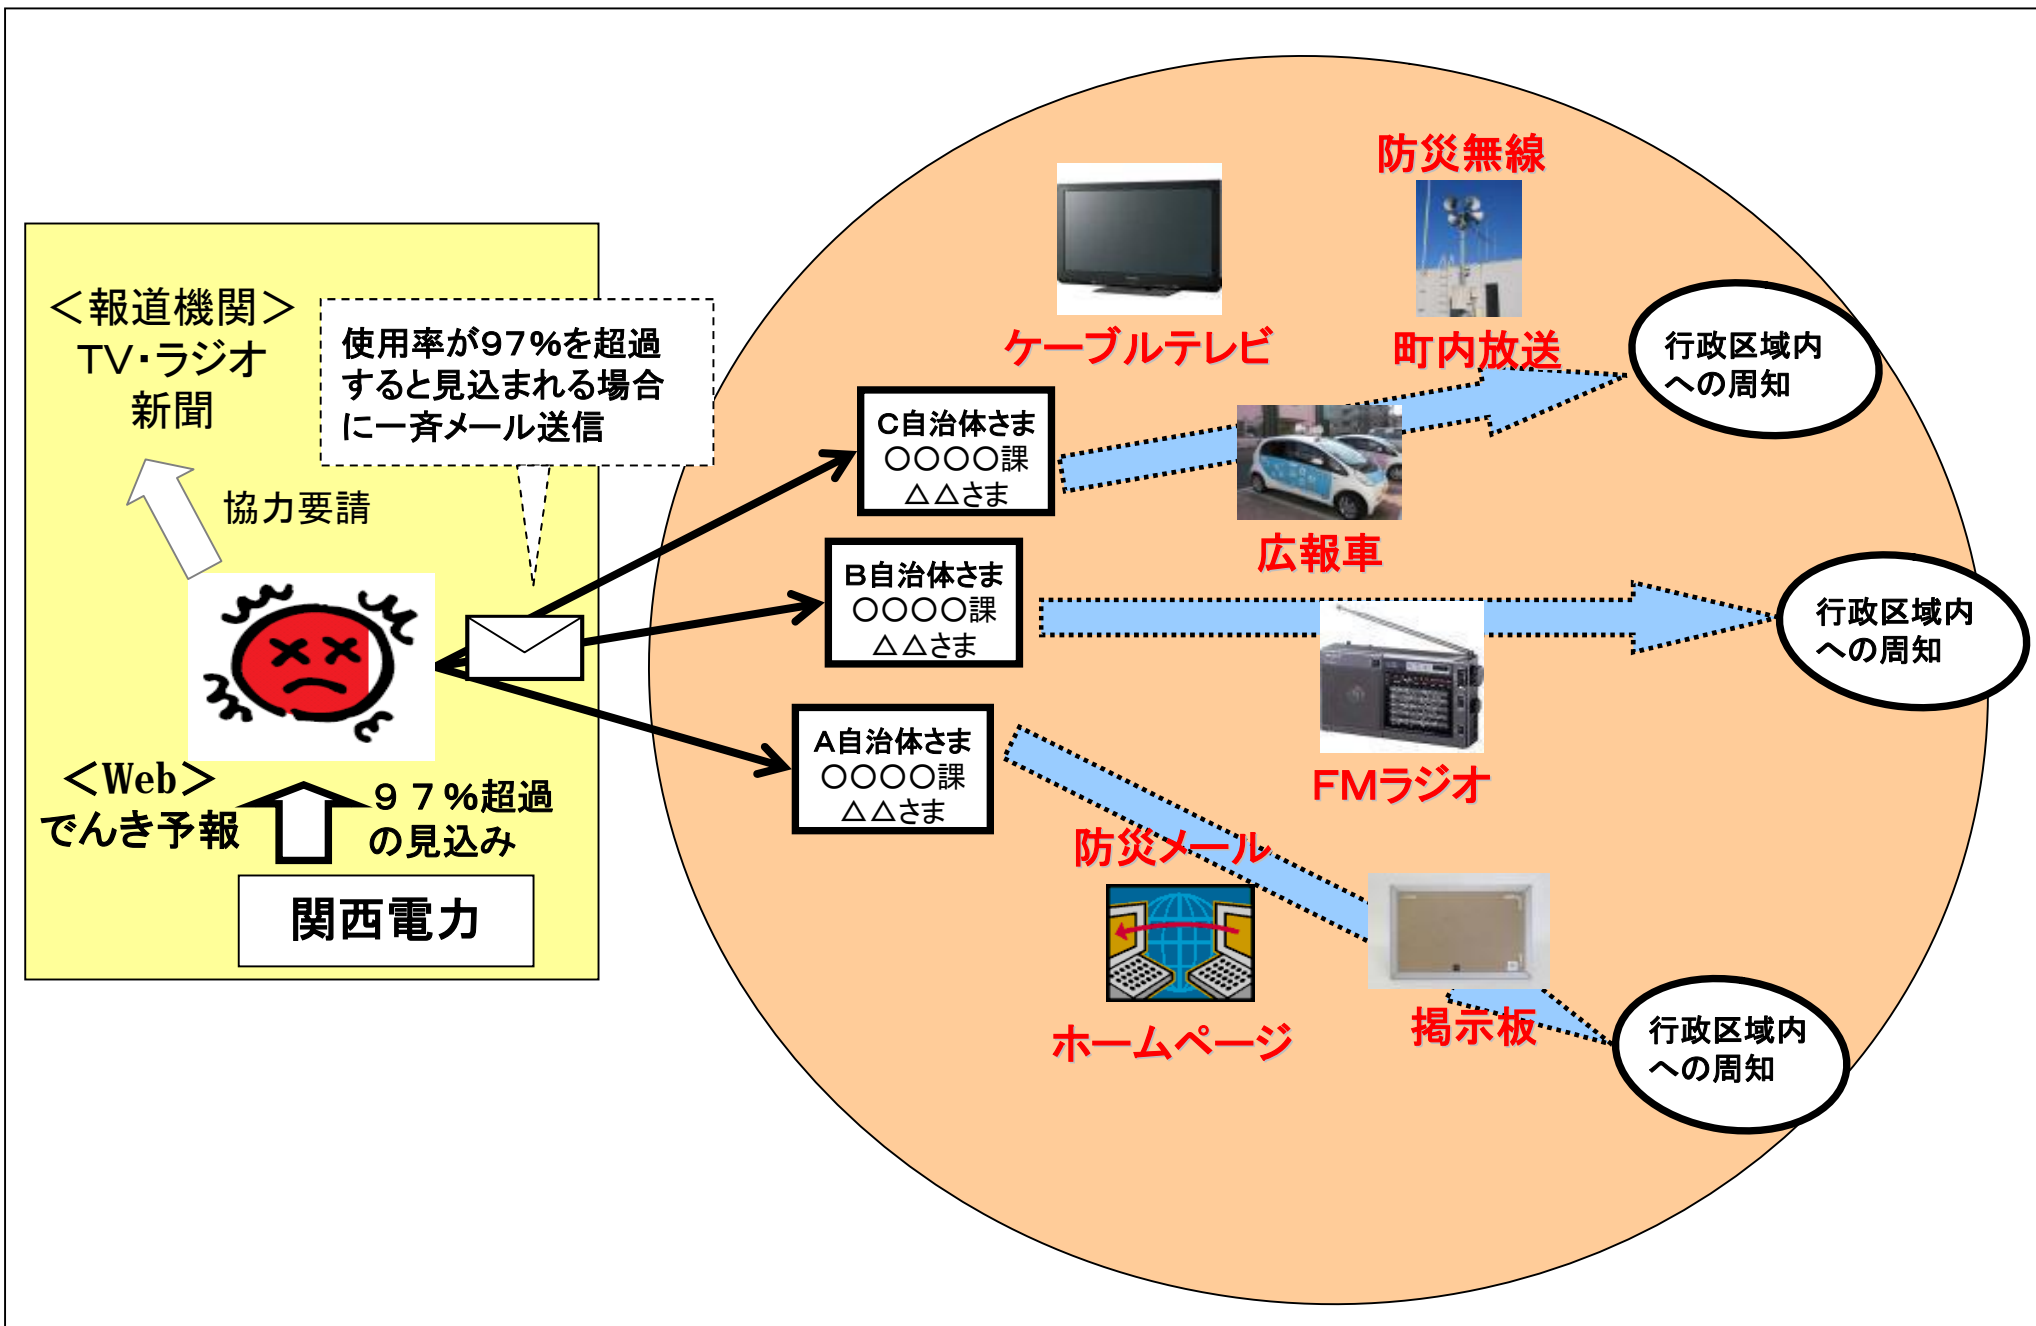 ＜報道機関＞
TV・ラジオ
新聞
協力要請
使用率が97％を超過
すると見込まれる場合
に一斉メール送信
＜Web＞
でんき予報
９７％超過
の見込み
関西電力
C自治体さま
○○○○課
△△さま
B自治体さま
○○○○課
△△さま
A自治体さま
○○○○課
△△さま
ケーブルテレビ
防災無線
町内放送
広報車
FMラジオ
防災メール
ホームページ
掲示板
行政区域内
への周知
行政区域内
への周知
行政区域内
への周知